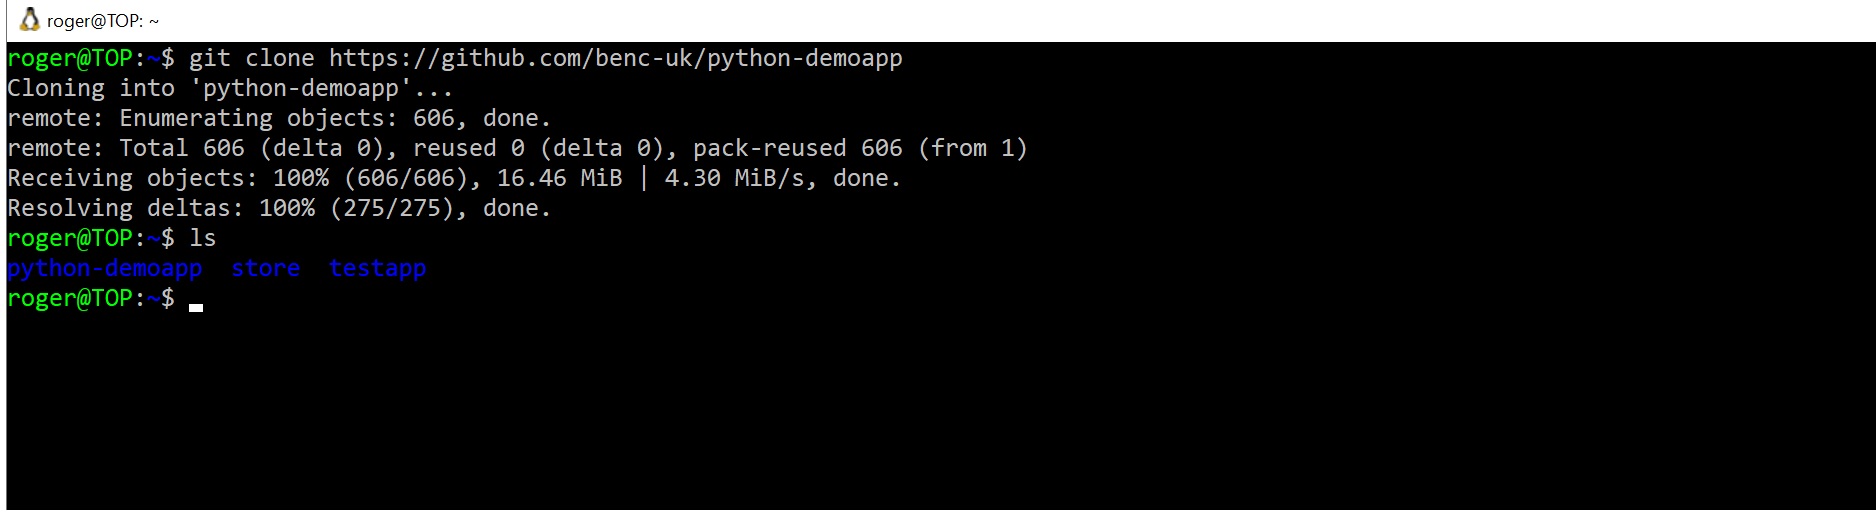 roger@TOP: ~
roger@TOP:~$ git clone https://github.com/benc-uk/python-demoapp
Cloning into 'python-demoapp'...
remote: Enumerating objects: 606, done.
remote: Total 606 (delta 0), reused 0 (delta 0), pack-reused 606 (from 1)
Receiving objects: 100% (606/606), 16.46 MiB | 4.30 MiB/s, done.
Resolving deltas: 100% (275/275), done.
roger@TOP:~$ ls
python-demoapp  store  testapp
roger@TOP:~$